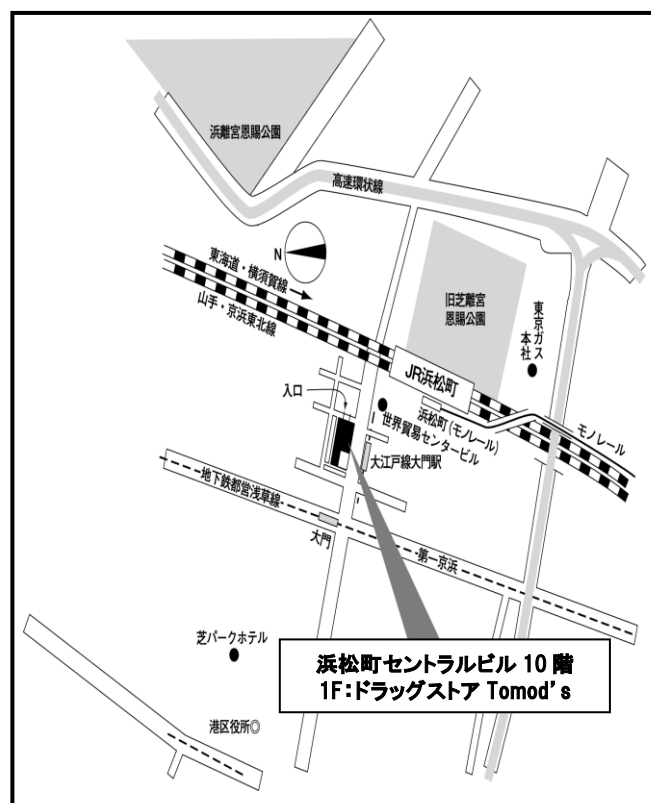 浜離宮恩賜公園
高速環状線
N
東海道・横須賀線
山手・京浜東北線
旧芝離宮
恩賜公園
東京ガス
本社
JR浜松町
入口
浜松町(モノレール)
モノレール
世界貿易センタービル
大江戸線大門駅
地下鉄都営浅草線
大門
第一京浜
芝パークホテル
浜松町セントラルビル 10 階
1F:ドラッグストア Tomod's
港区役所◎